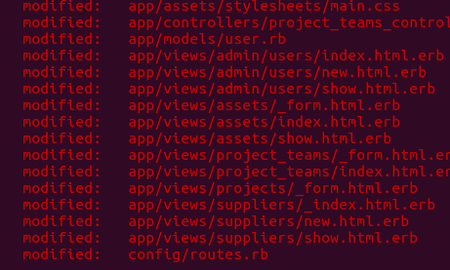 modified:   app/assets/stylesheets/main.css
modified:   app/controllers/project_teams_control
modified:   app/models/user.rb
modified:   app/views/admin/users/index.html.erb
modified:   app/views/admin/users/new.html.erb
modified:   app/views/admin/users/show.html.erb
modified:   app/views/assets/_form.html.erb
modified:   app/views/assets/index.html.erb
modified:   app/views/assets/show.html.erb
modified:   app/views/project_teams/_form.html.er
modified:   app/views/project_teams/index.html.er
modified:   app/views/projects/_form.html.erb
modified:   app/views/suppliers/_index.html.erb
modified:   app/views/suppliers/new.html.erb
modified:   app/views/suppliers/show.html.erb
modified:   config/routes.rb